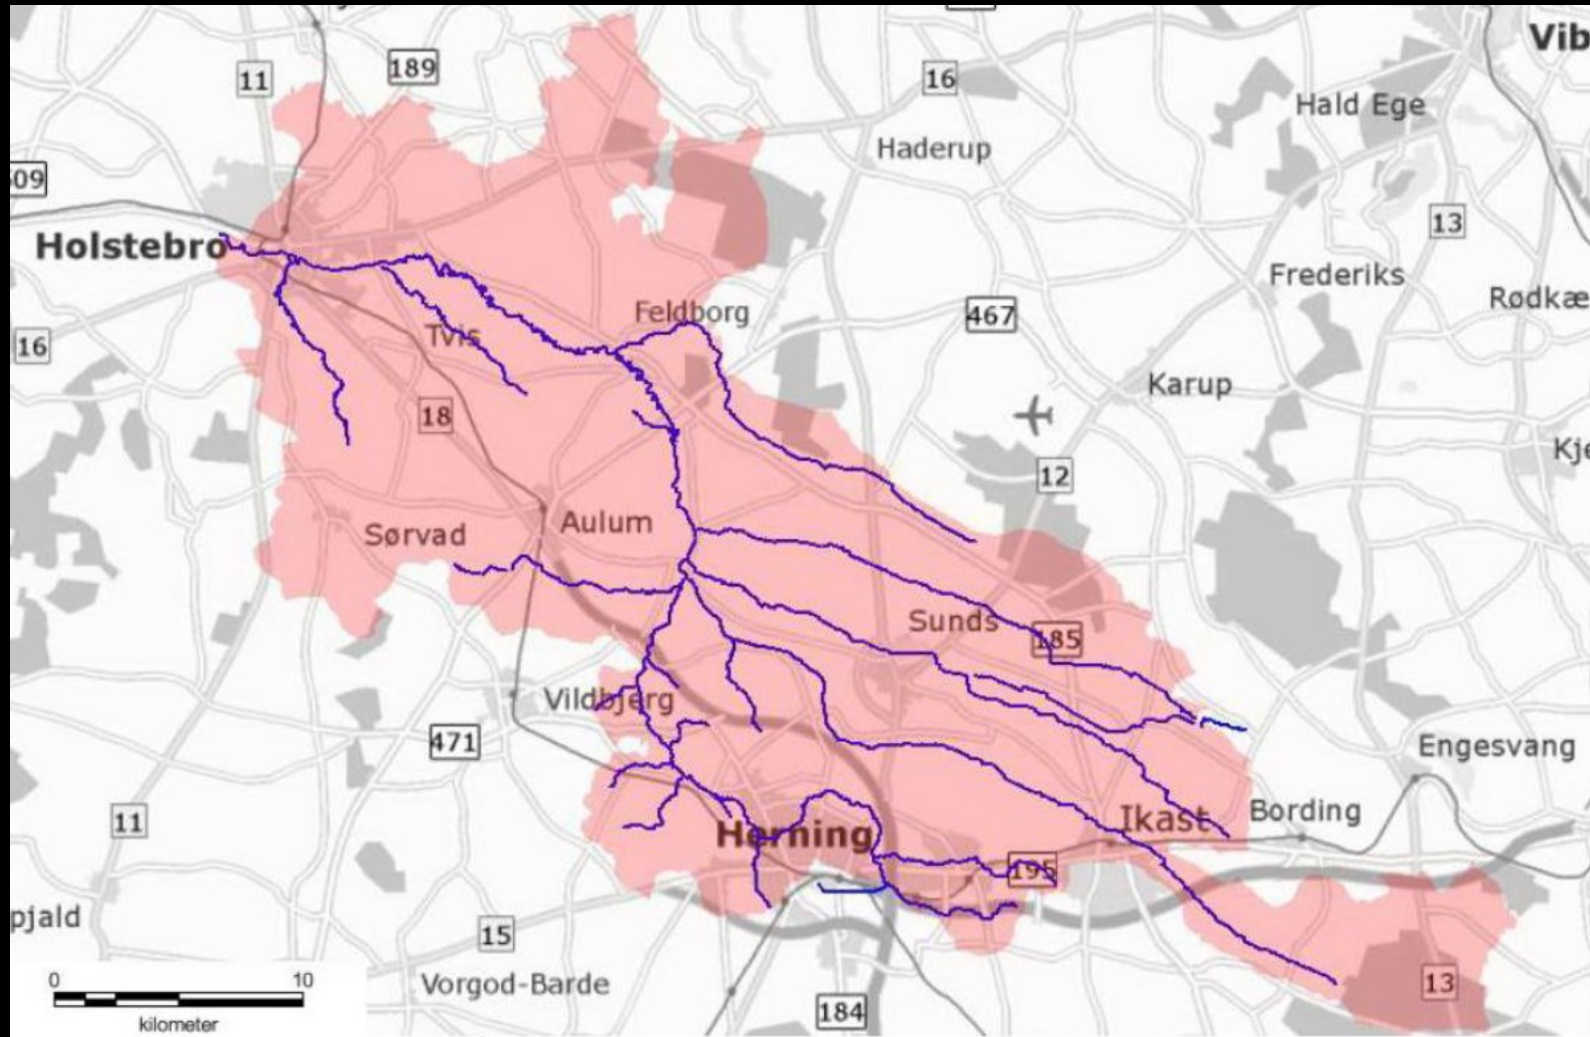 Vib
11
189
16
Hald Ege
Haderup
09
13
Holstebro
Frederiks
Rødkæ
16
Feldborg
467
Tvis
Karup
18
Kje
12
Sørvad
Aulum
Sunds
185
Vildbjerg
471
Engesvang
11
Herning
Ikast
Bording
195
pjald
15
0 10
kilometer
Vorgod-Barde
184
13